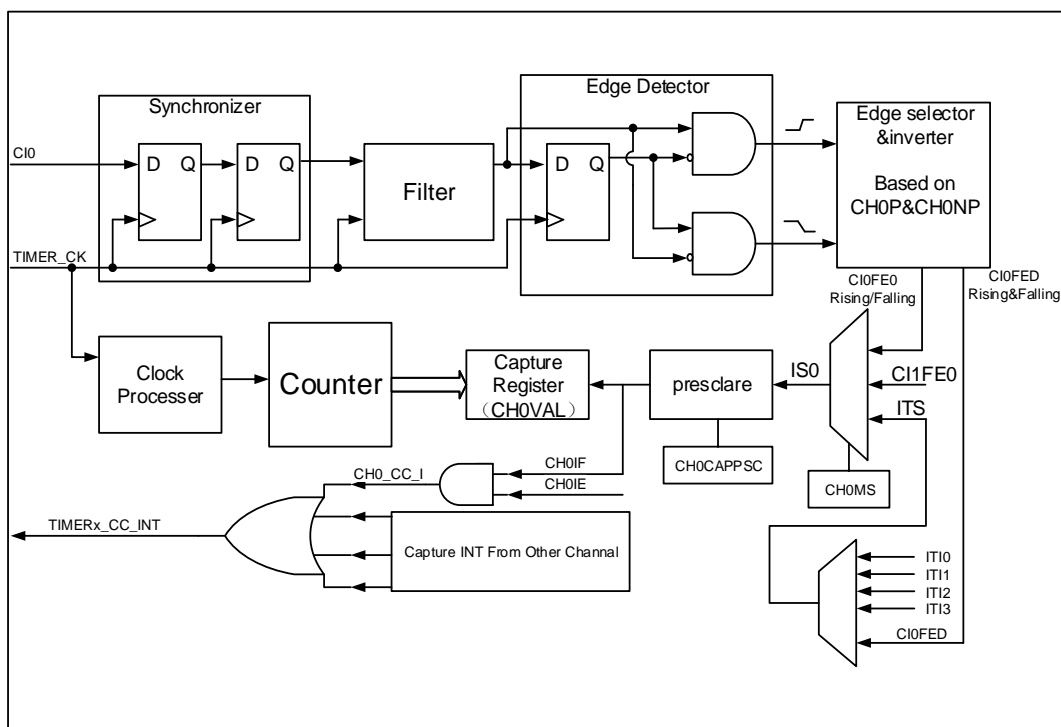 Synchronizer
Edge Detector
CI0
D Q
D Q
Filter
D Q
Edge selector
&inverter
Based on
CH0P&CH0NP
TIMER_CK
CI0FE0
Rising/Falling
CI0FED
Rising&Falling
Clock
Processer
Counter
Capture
Register
（CH0VAL）
presclare
IS0
CI1FE0
ITS
CH0CAPPSC
CH0MS
CH0_CC_I
CH0IF
CH0IE
TIMERx_CC_INT
Capture INT From Other Channal
ITI0
ITI1
ITI2
ITI3
CI0FED